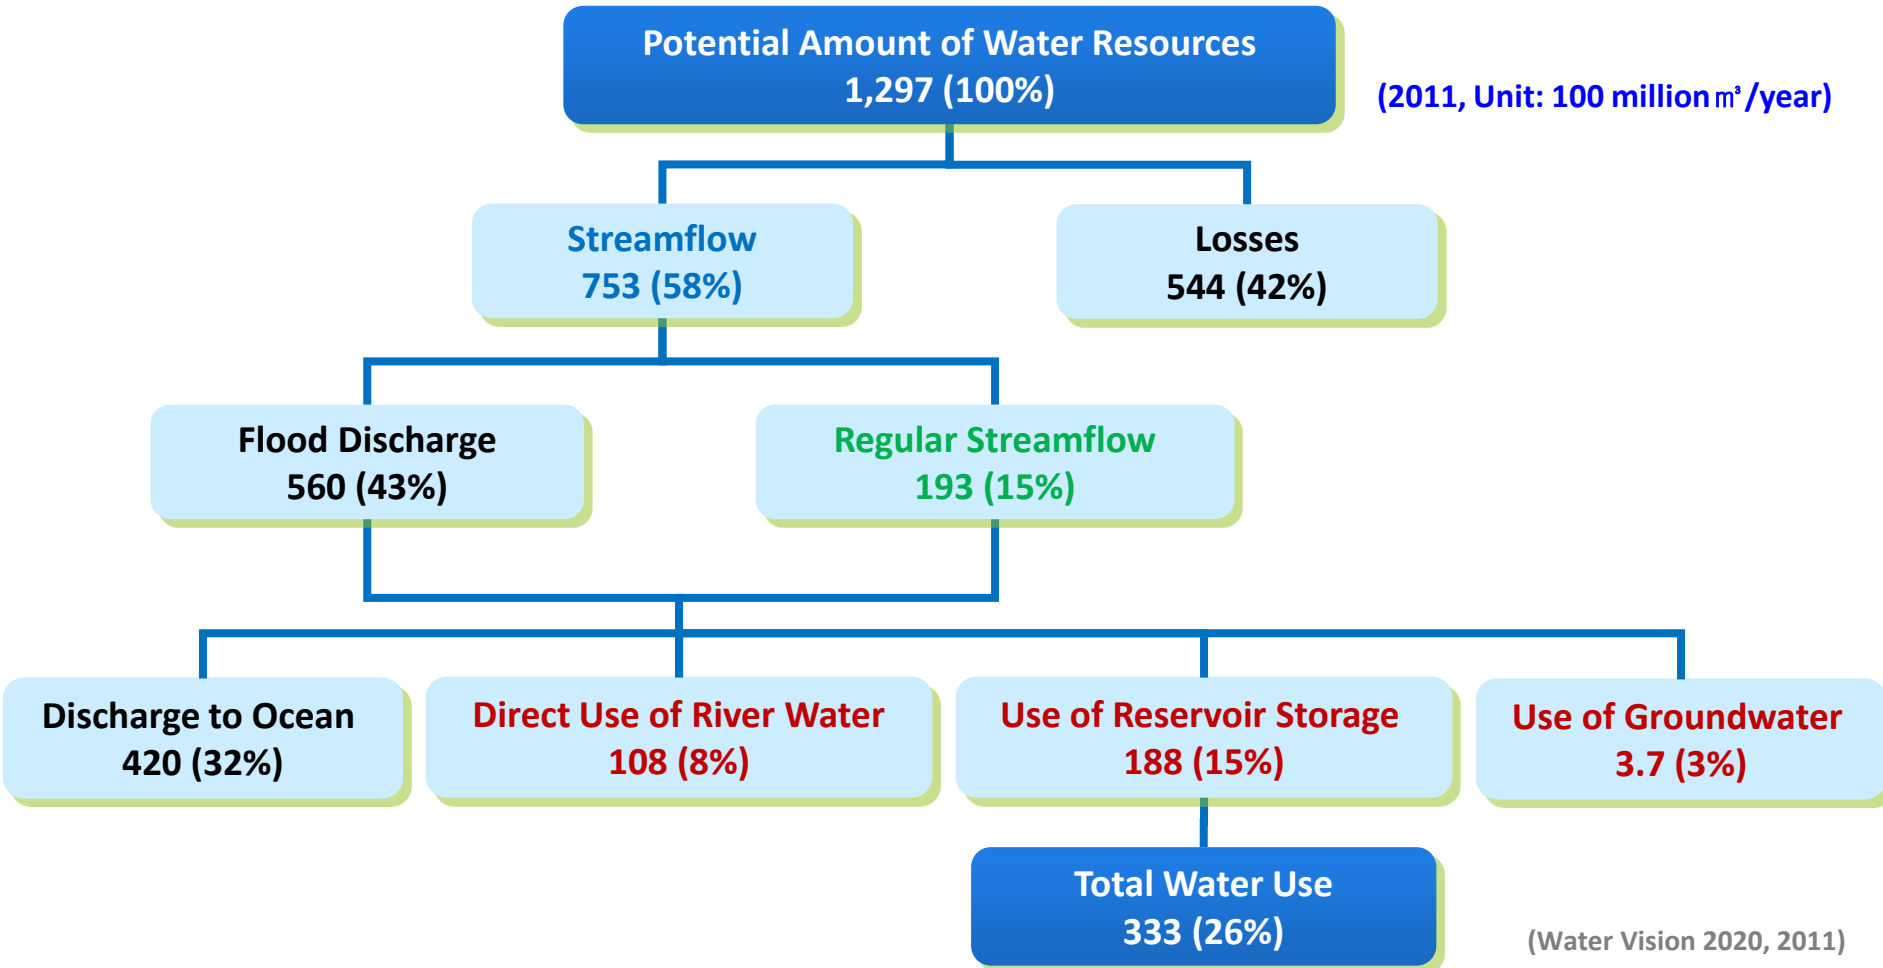 Potential Amount of Water Resources
1,297 (100%)
(2011, Unit: 100 million㎥/year)
Streamflow
753 (58%)
Losses
544 (42%)
Flood Discharge
560 (43%)
Regular Streamflow
193 (15%)
Discharge to Ocean
420 (32%)
Direct Use of River Water
108 (8%)
Use of Reservoir Storage
188 (15%)
Use of Groundwater
3.7 (3%)
Total Water Use
333 (26%)
(Water Vision 2020, 2011)